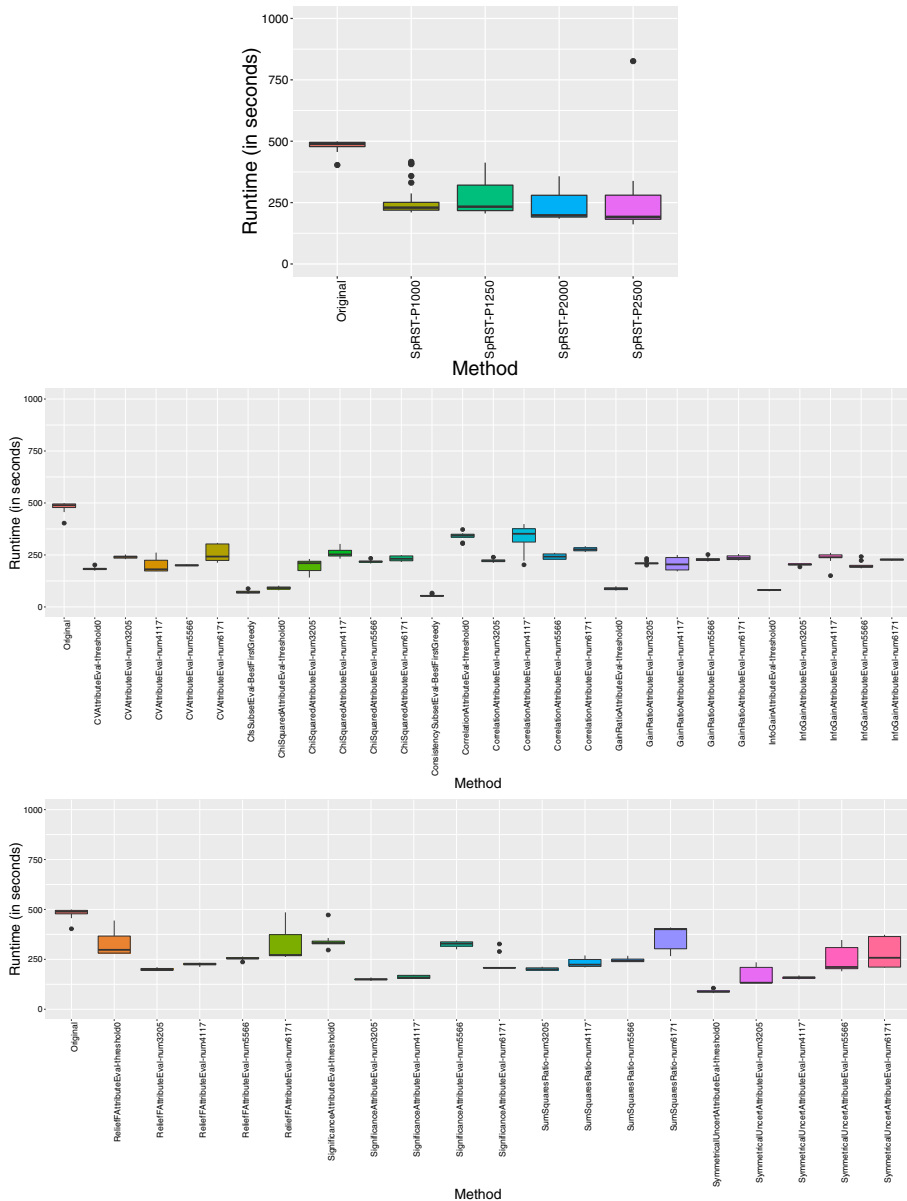 1000
750
500
250
0
Runtime (in seconds)
Original
SpRST-P1000
SpRST-P1250
SpRST-P2000
SpRST-P2500
Method
1000
750
500
250
0
Runtime (in seconds)
Original
CVAttributeEval-threshold0
CVAttributeEval-num3205
CVAttributeEval-num4117
CVAttributeEval-num5566
CVAttributeEval-num6171
CfsSubsetEval-BestFirstGreedy
ChiSquaredAttributeEval-threshold0
ChiSquaredAttributeEval-num3205
ChiSquaredAttributeEval-num4117
ChiSquaredAttributeEval-num5566
ChiSquaredAttributeEval-num6171
ConsistencySubsetEval-BestFirstGreedy
CorrelationAttributeEval-threshold0
CorrelationAttributeEval-num3205
CorrelationAttributeEval-num4117
CorrelationAttributeEval-num5566
CorrelationAttributeEval-num6171
GainRatioAttributeEval-threshold0
GainRatioAttributeEval-num3205
GainRatioAttributeEval-num4117
GainRatioAttributeEval-num5566
GainRatioAttributeEval-num6171
InfoGainAttributeEval-threshold0
InfoGainAttributeEval-num3205
InfoGainAttributeEval-num4117
InfoGainAttributeEval-num5566
InfoGainAttributeEval-num6171
Method
1000
750
500
250
0
Runtime (in seconds)
Original
ReliefFAttributeEval-threshold0
ReliefFAttributeEval-num3205
ReliefFAttributeEval-num4117
ReliefFAttributeEval-num5566
ReliefFAttributeEval-num6171
SignificanceAttributeEval-threshold0
SignificanceAttributeEval-num3205
SignificanceAttributeEval-num4117
SignificanceAttributeEval-num5566
SignificanceAttributeEval-num6171
SumSquaresRatio-num3205
SumSquaresRatio-num4117
SumSquaresRatio-num5566
SumSquaresRatio-num6171
SymmetricalUncertAttributeEval-threshold0
SymmetricalUncertAttributeEval-num3205
SymmetricalUncertAttributeEval-num4117
SymmetricalUncertAttributeEval-num5566
SymmetricalUncertAttributeEval-num6171
Method